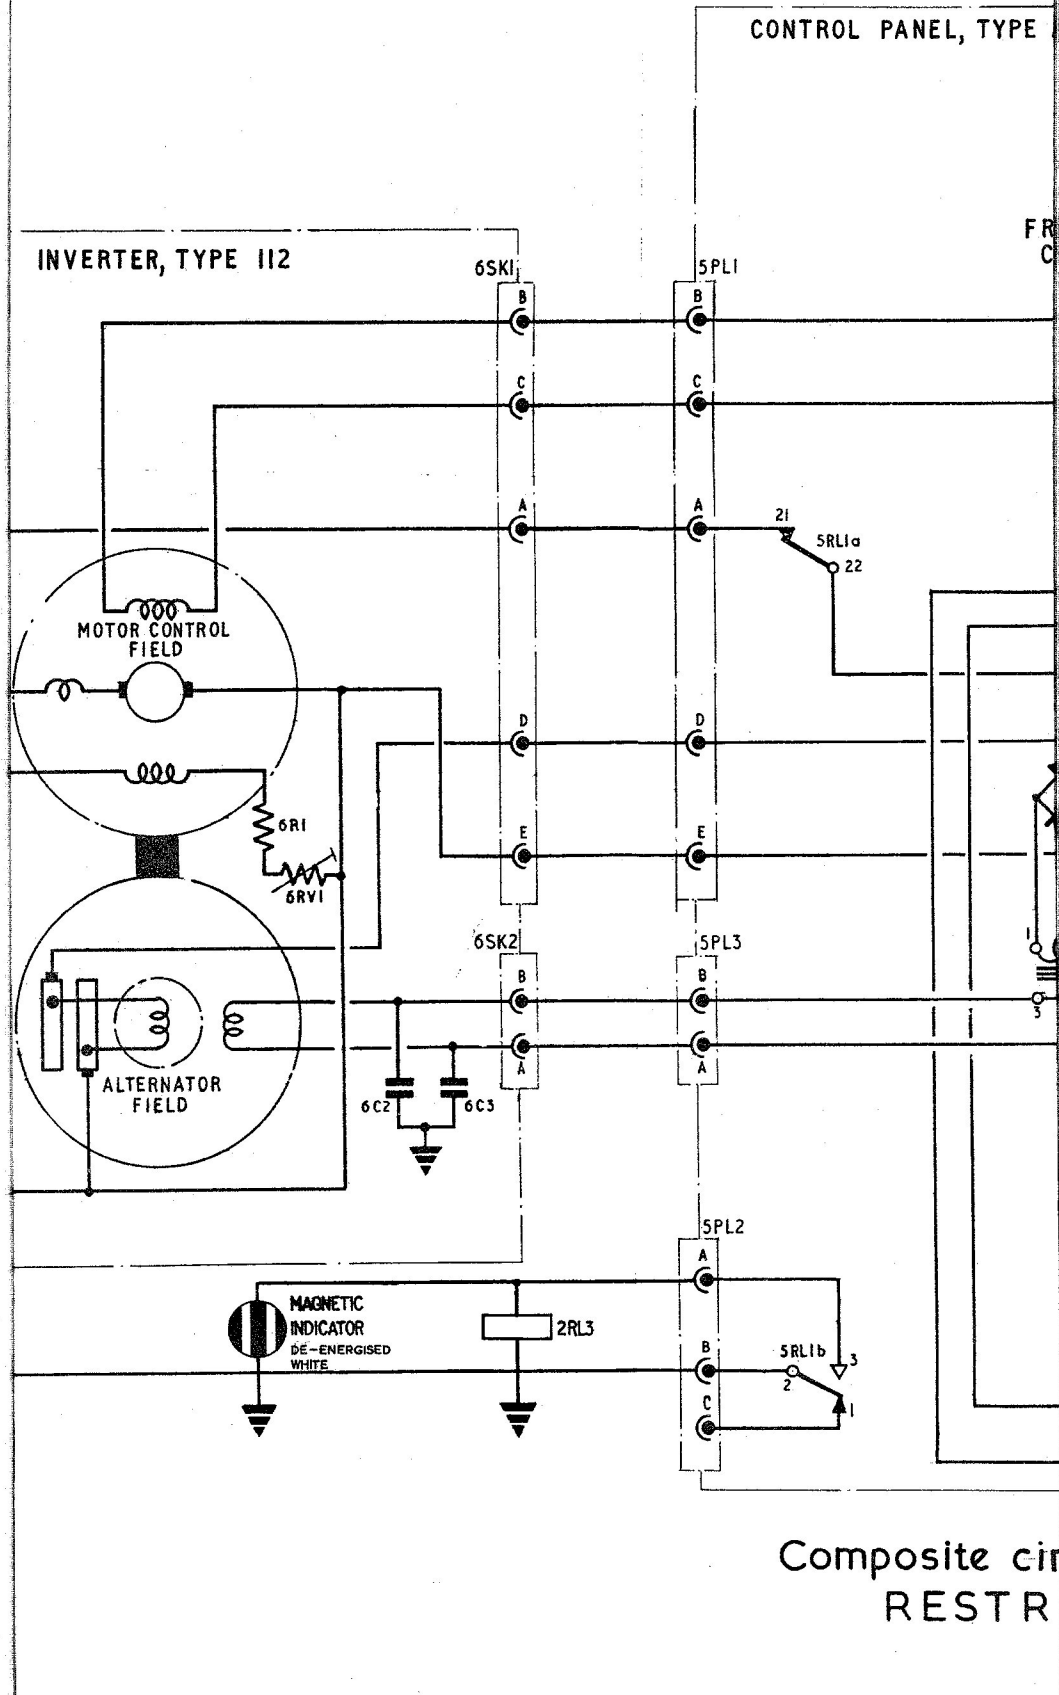 CONTROL PANEL, TYPE
FR
C
INVERTER, TYPE 112
6SK1
5PL1
B
B
C
C
A
A
21
5RL1a
22
MOTOR CONTROL
FIELD
D
D
6R1
E
E
6RV1
6SK2
5PL3
1
B
B
3
A
A
ALTERNATOR
FIELD
6C2
6C3
5PL2
A
MAGNETIC
INDICATOR
DE-ENERGISED
WHITE
2RL3
B
5RL1b
3
2
C
1
Composite cir
RESTR